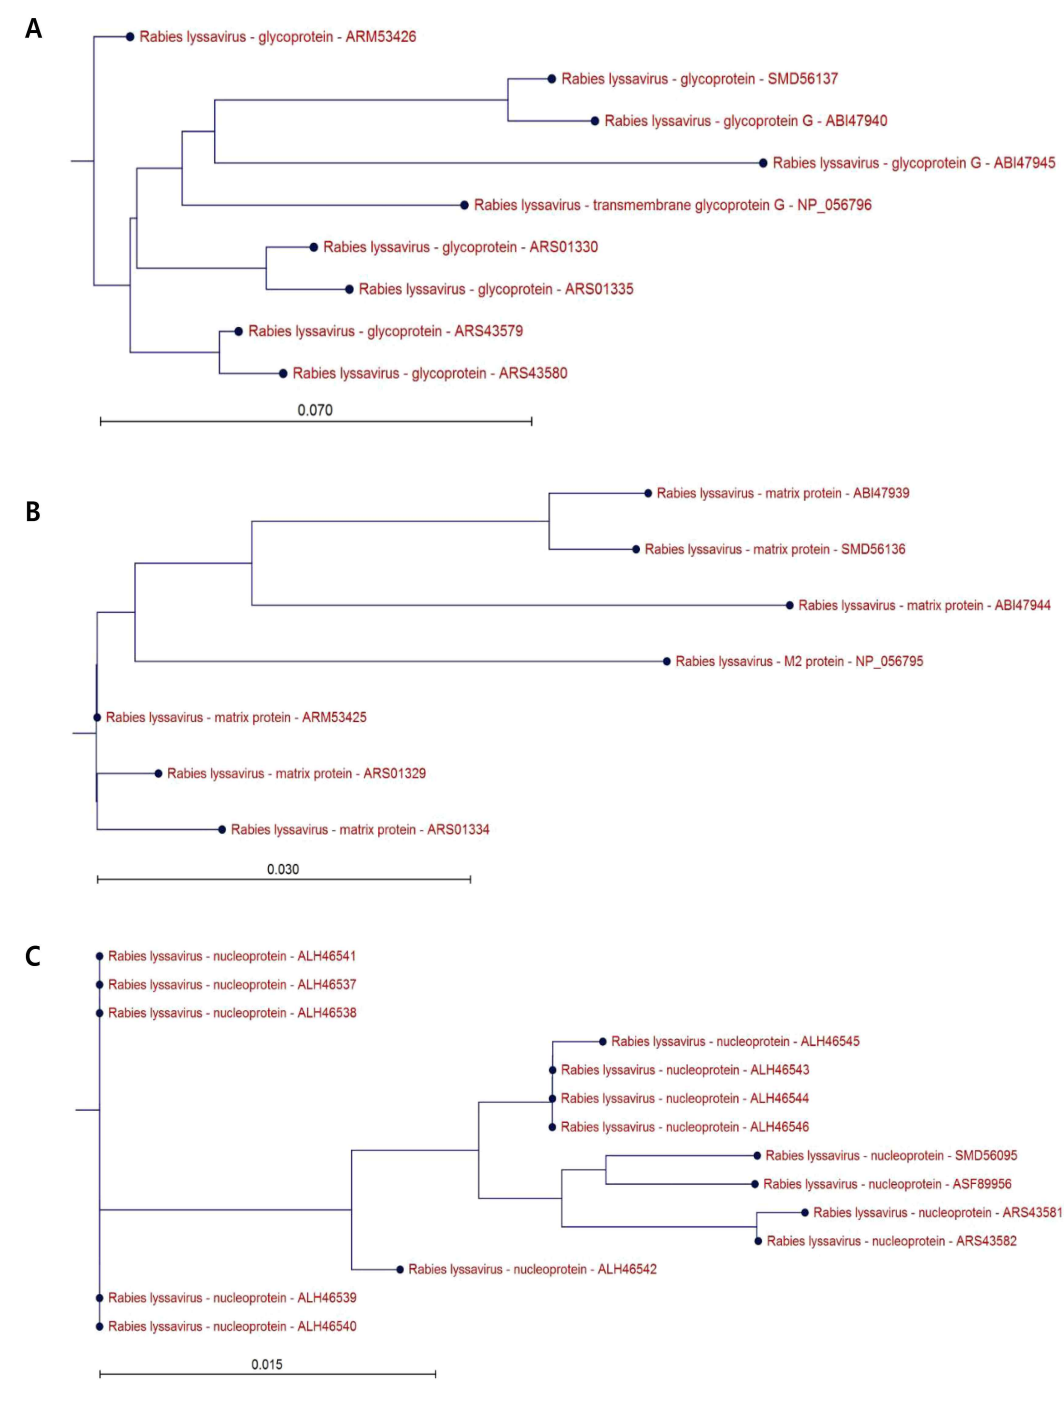 A
Rabies lyssavirus - glycoprotein - ARM53426
Rabies lyssavirus - glycoprotein - SMD56137
Rabies lyssavirus - glycoprotein G - ABI47940
Rabies lyssavirus - glycoprotein G - ABI47945
Rabies lyssavirus - transmembrane glycoprotein G - NP_056796
Rabies lyssavirus - glycoprotein - ARS01330
Rabies lyssavirus - glycoprotein - ARS01335
Rabies lyssavirus - glycoprotein - ARS43579
Rabies lyssavirus - glycoprotein - ARS43580
0.070
B
Rabies lyssavirus - matrix protein - ABI47939
Rabies lyssavirus - matrix protein - SMD56136
Rabies lyssavirus - matrix protein - ABI47944
Rabies lyssavirus - M2 protein - NP_056795
Rabies lyssavirus - matrix protein - ARM53425
Rabies lyssavirus - matrix protein - ARS01329
Rabies lyssavirus - matrix protein - ARS01334
0.030
C
Rabies lyssavirus - nucleoprotein - ALH46541
Rabies lyssavirus - nucleoprotein - ALH46537
Rabies lyssavirus - nucleoprotein - ALH46538
Rabies lyssavirus - nucleoprotein - ALH46545
Rabies lyssavirus - nucleoprotein - ALH46543
Rabies lyssavirus - nucleoprotein - ALH46544
Rabies lyssavirus - nucleoprotein - ALH46546
Rabies lyssavirus - nucleoprotein - SMD56095
Rabies lyssavirus - nucleoprotein - ASF89956
Rabies lyssavirus - nucleoprotein - ARS43581
Rabies lyssavirus - nucleoprotein - ARS43582
Rabies lyssavirus - nucleoprotein - ALH46542
Rabies lyssavirus - nucleoprotein - ALH46539
Rabies lyssavirus - nucleoprotein - ALH46540
0.015